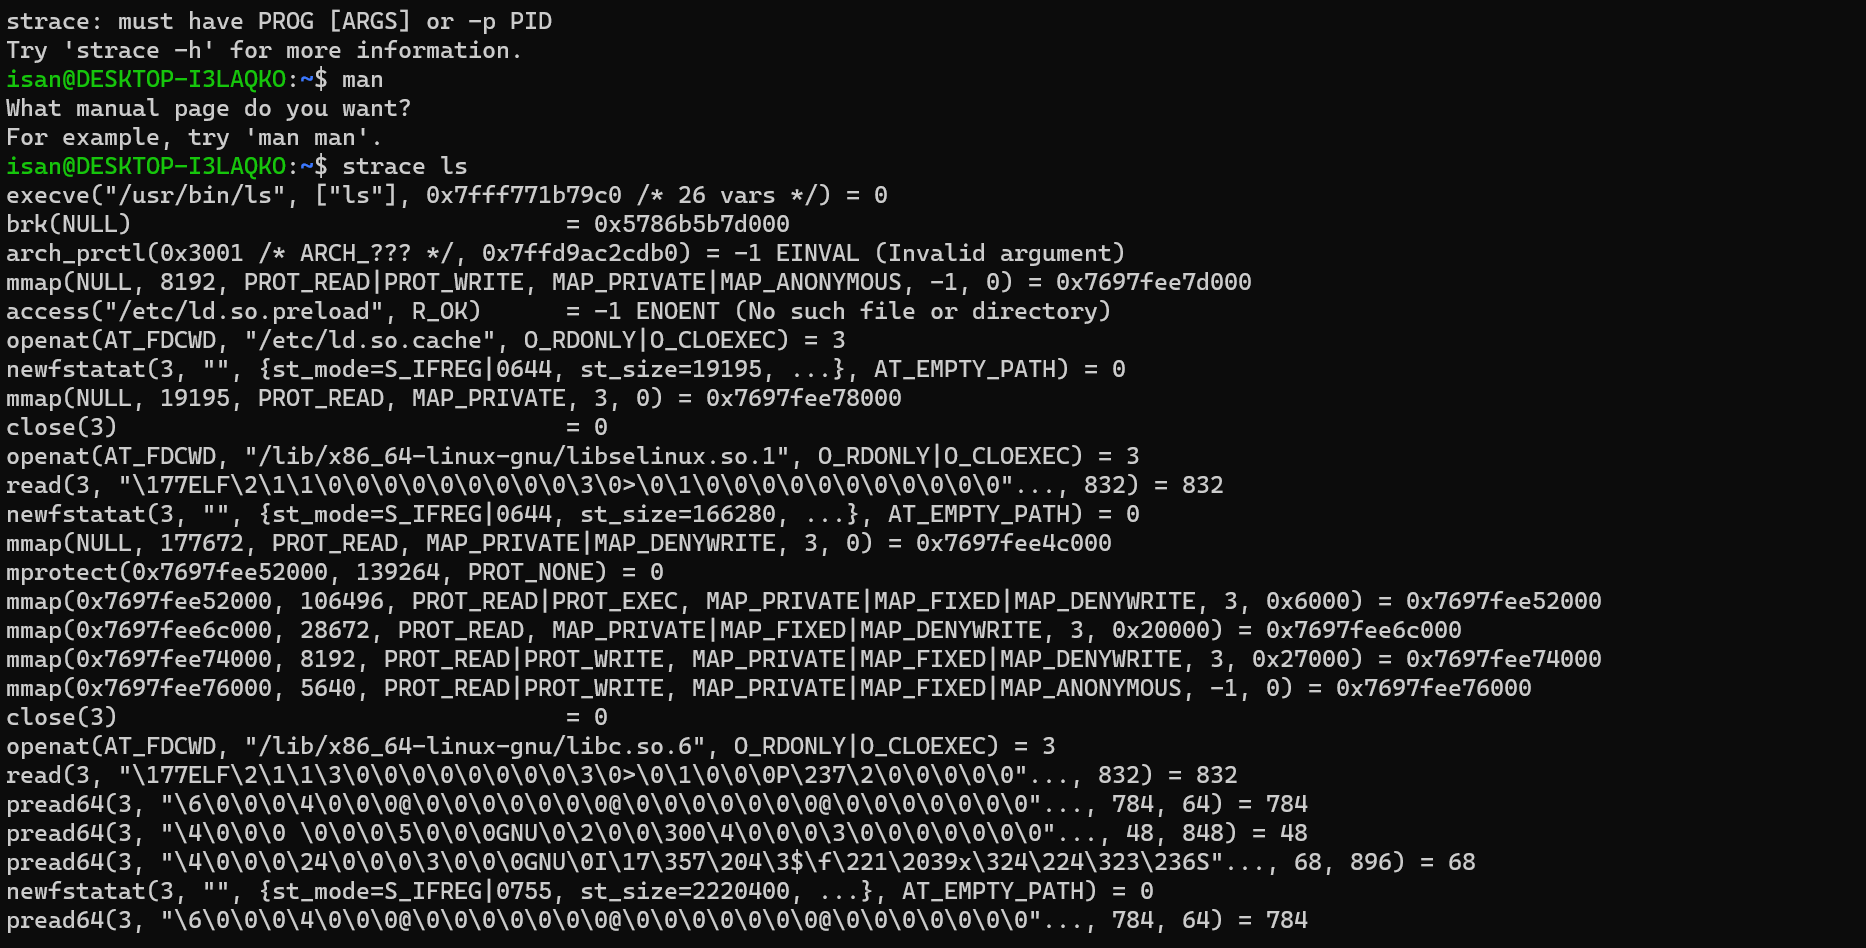 strace: must have PROG [ARGS] or -p PID
Try 'strace -h' for more information.
isan@DESKTOP-I3LAQKO:~$ man
What manual page do you want?
For example, try 'man man'.
isan@DESKTOP-I3LAQKO:~$ strace ls
execve("/usr/bin/ls", ["ls"], 0x7fff771b79c0 /* 26 vars */) = 0
brk(NULL)                               = 0x5786b5b7d000
arch_prctl(0x3001 /* ARCH_??? */, 0x7ffd9ac2cdb0) = -1 EINVAL (Invalid argument)
mmap(NULL, 8192, PROT_READ|PROT_WRITE, MAP_PRIVATE|MAP_ANONYMOUS, -1, 0) = 0x7697fee7d000
access("/etc/ld.so.preload", R_OK)      = -1 ENOENT (No such file or directory)
openat(AT_FDCWD, "/etc/ld.so.cache", O_RDONLY|O_CLOEXEC) = 3
newfstatat(3, "", {st_mode=S_IFREG|0644, st_size=19195, ...}, AT_EMPTY_PATH) = 0
mmap(NULL, 19195, PROT_READ, MAP_PRIVATE, 3, 0) = 0x7697fee78000
close(3)                                = 0
openat(AT_FDCWD, "/lib/x86_64-linux-gnu/libselinux.so.1", O_RDONLY|O_CLOEXEC) = 3
read(3, "\177ELF\2\1\1\0\0\0\0\0\0\0\0\0\3\0>\0\1\0\0\0\0\0\0\0\0\0\0\0"..., 832) = 832
newfstatat(3, "", {st_mode=S_IFREG|0644, st_size=166280, ...}, AT_EMPTY_PATH) = 0
mmap(NULL, 177672, PROT_READ, MAP_PRIVATE|MAP_DENYWRITE, 3, 0) = 0x7697fee4c000
mprotect(0x7697fee52000, 139264, PROT_NONE) = 0
mmap(0x7697fee52000, 106496, PROT_READ|PROT_EXEC, MAP_PRIVATE|MAP_FIXED|MAP_DENYWRITE, 3, 0x6000) = 0x7697fee52000
mmap(0x7697fee6c000, 28672, PROT_READ, MAP_PRIVATE|MAP_FIXED|MAP_DENYWRITE, 3, 0x20000) = 0x7697fee6c000
mmap(0x7697fee74000, 8192, PROT_READ|PROT_WRITE, MAP_PRIVATE|MAP_FIXED|MAP_DENYWRITE, 3, 0x27000) = 0x7697fee74000
mmap(0x7697fee76000, 5640, PROT_READ|PROT_WRITE, MAP_PRIVATE|MAP_FIXED|MAP_ANONYMOUS, -1, 0) = 0x7697fee76000
close(3)                                = 0
openat(AT_FDCWD, "/lib/x86_64-linux-gnu/libc.so.6", O_RDONLY|O_CLOEXEC) = 3
read(3, "\177ELF\2\1\1\3\0\0\0\0\0\0\0\0\3\0>\0\1\0\0\0P\237\2\0\0\0\0\0"..., 832) = 832
pread64(3, "\6\0\0\0\4\0\0\0@\0\0\0\0\0\0\0@\0\0\0\0\0\0\0@\0\0\0\0\0\0\0"..., 784, 64) = 784
pread64(3, "\4\0\0\0 \0\0\0\5\0\0\0GNU\0\2\0\0\300\4\0\0\0\3\0\0\0\0\0\0\0"..., 48, 848) = 48
pread64(3, "\4\0\0\0\24\0\0\0\3\0\0\0GNU\0I\17\357\204\3$\f\221\2039x\324\224\323\236S"..., 68, 896) = 68
newfstatat(3, "", {st_mode=S_IFREG|0755, st_size=2220400, ...}, AT_EMPTY_PATH) = 0
pread64(3, "\6\0\0\0\4\0\0\0@\0\0\0\0\0\0\0@\0\0\0\0\0\0\0@\0\0\0\0\0\0\0"..., 784, 64) = 784